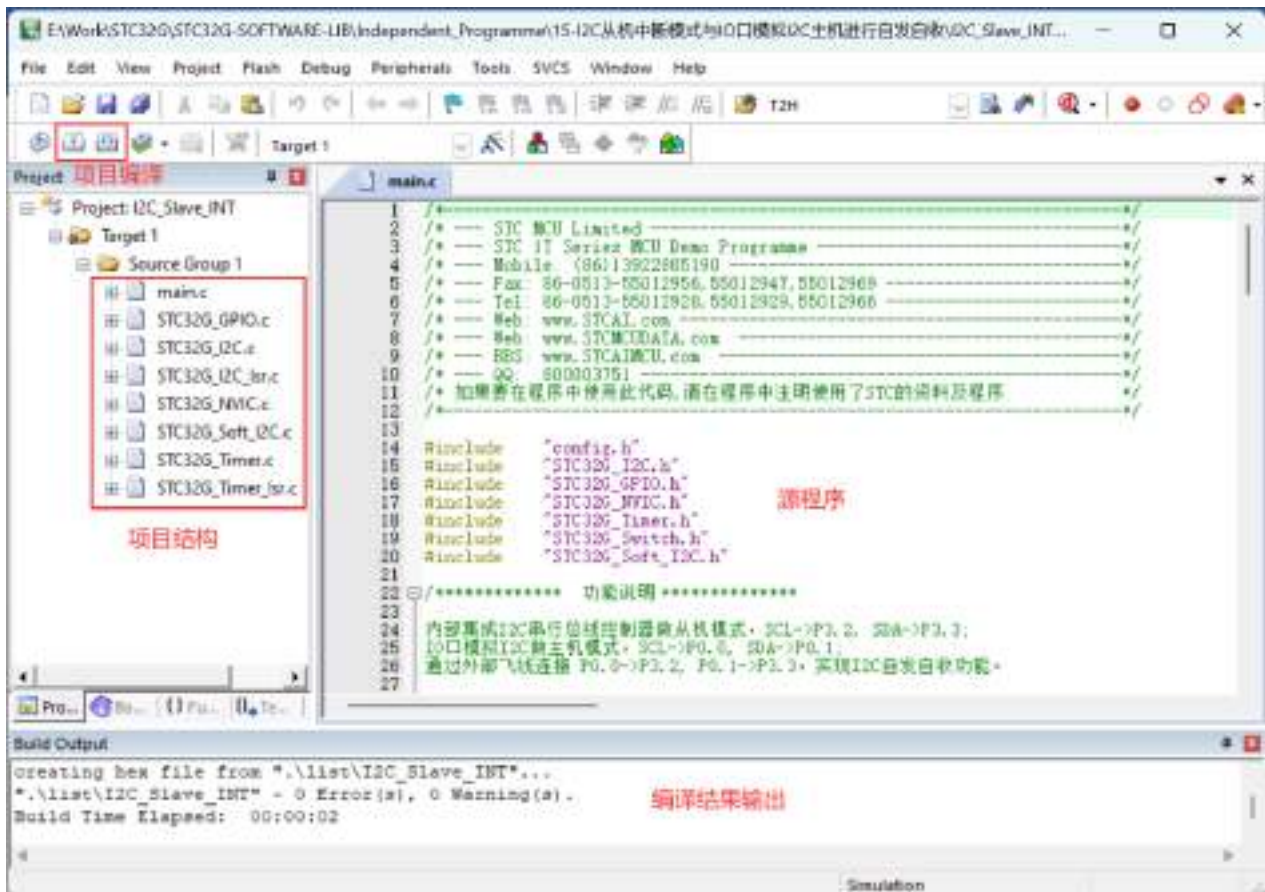 E:\Work\STC32G\STC32G-SOFTWARE-LIB\Independent_Programme\15-I2C从机中断模式与IO口模拟I2C主机进行自发自收\I2C_Slave_INT...
File Edit View Project Flash Debug Peripherals Tools SVCS Window Help
T2H
Target 1
Project 项目编译
main.c
Project: I2C_Slave_INT
Target 1
Source Group 1
main.c
STC32G_GPIO.c
STC32G_I2C.c
STC32G_I2C_Isr.c
STC32G_NVIC.c
STC32G_Soft_I2C.c
STC32G_Timer.c
STC32G_Timer_Isr.c
项目结构
1 /*---------------------------------------------------------------------*/
2 /* --- STC MCU Limited ------------------------------------------------*/
3 /* --- STC 1T Series MCU Demo Programme -------------------------------*/
4 /* --- Mobile: (86)13922805190 ----------------------------------------*/
5 /* --- Fax: 86-0513-55012956,55012947,55012969 ------------------------*/
6 /* --- Tel: 86-0513-55012928,55012929,55012966 ------------------------*/
7 /* --- Web: www.STCAI.com ---------------------------------------------*/
8 /* --- Web: www.STCMCUDATA.com ---------------------------------------*/
9 /* --- BBS: www.STCAIMCU.com -----------------------------------------*/
10 /* --- QQ: 800003751 -------------------------------------------------*/
11 /* 如果要在程序中使用此代码,请在程序中注明使用了STC的资料及程序 */
12 /*---------------------------------------------------------------------*/
13
14 #include "config.h"
15 #include "STC32G_I2C.h"
16 #include "STC32G_GPIO.h"
17 #include "STC32G_NVIC.h"
18 #include "STC32G_Timer.h"
19 #include "STC32G_Switch.h"
20 #include "STC32G_Soft_I2C.h"
源程序
21
22 /************* 功能说明 **************
23
24 内部集成I2C串行总线控制器做从机模式，SCL->P3.2, SDA->P3.3;
25 IO口模拟I2C做主机模式，SCL->P0.0, SDA->P0.1;
26 通过外部飞线连接 P0.0->P3.2, P0.1->P3.3，实现I2C自发自收功能。
27
Pro... Bo... {} Fu... Te...
Build Output
creating hex file from ".\list\I2C_Slave_INT"...
".\list\I2C_Slave_INT" - 0 Error(s), 0 Warning(s).
Build Time Elapsed: 00:00:02
编译结果输出
Simulation